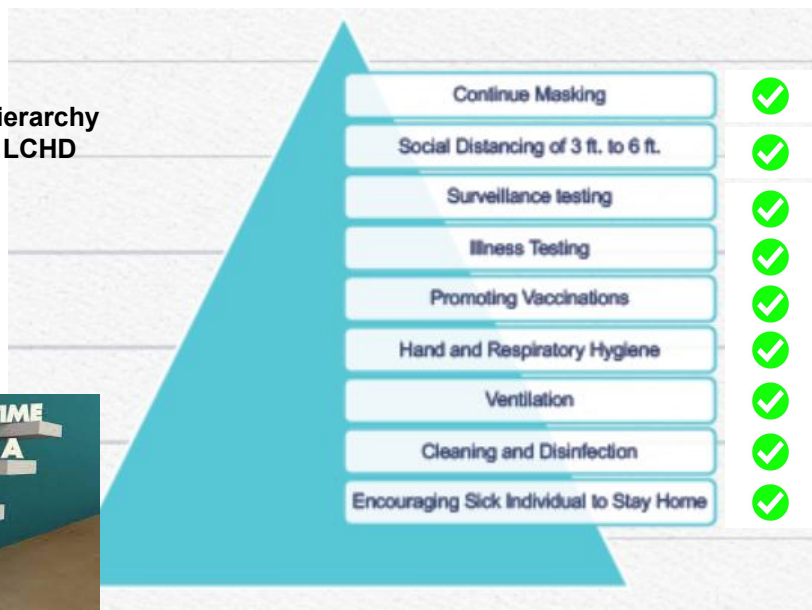 ierarchy
LCHD
Continue Masking
Social Distancing of 3 ft. to 6 ft.
Surveillance testing
Illness Testing
Promoting Vaccinations
Hand and Respiratory Hygiene
Ventilation
Cleaning and Disinfection
Encouraging Sick Individual to Stay Home
IME
A